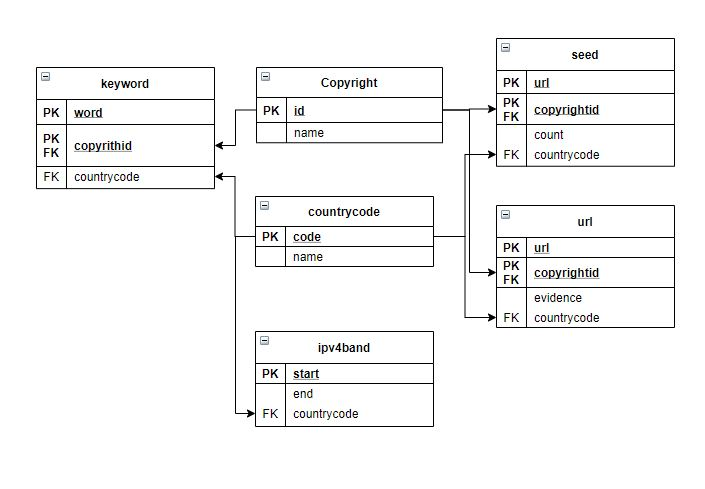 keyword
PK word
PK
FK copyrithid
FK countrycode
Copyright
PK id
name
countrycode
PK code
name
ipv4band
PK start
end
FK countrycode
seed
PK url
PK
FK copyrightid
count
FK countrycode
url
PK url
PK
FK copyrightid
evidence
FK countrycode